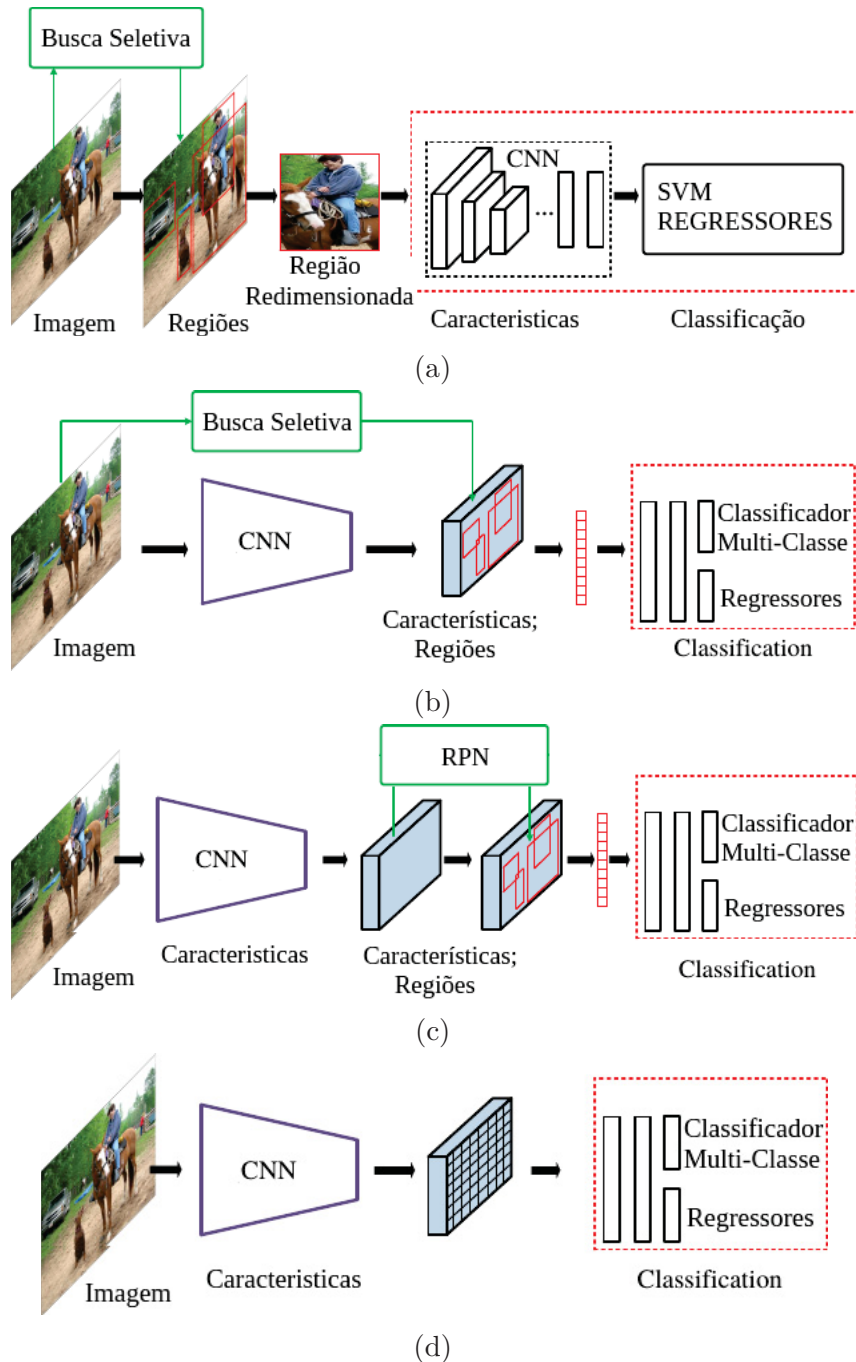 Busca Seletiva
CNN
SVM
REGRESSORES
Região
Redimensionada
Imagem
Regiões
Caracteristicas
Classificação
(a)
Busca Seletiva
CNN
Classificador
Multi-Classe
Regressores
Características;
Regiões
Imagem
Classification
(b)
RPN
CNN
Classificador
Multi-Classe
Regressores
Imagem
Caracteristicas
Características;
Regiões
Classification
(c)
CNN
Classificador
Multi-Classe
Regressores
Imagem
Caracteristicas
Classification
(d)